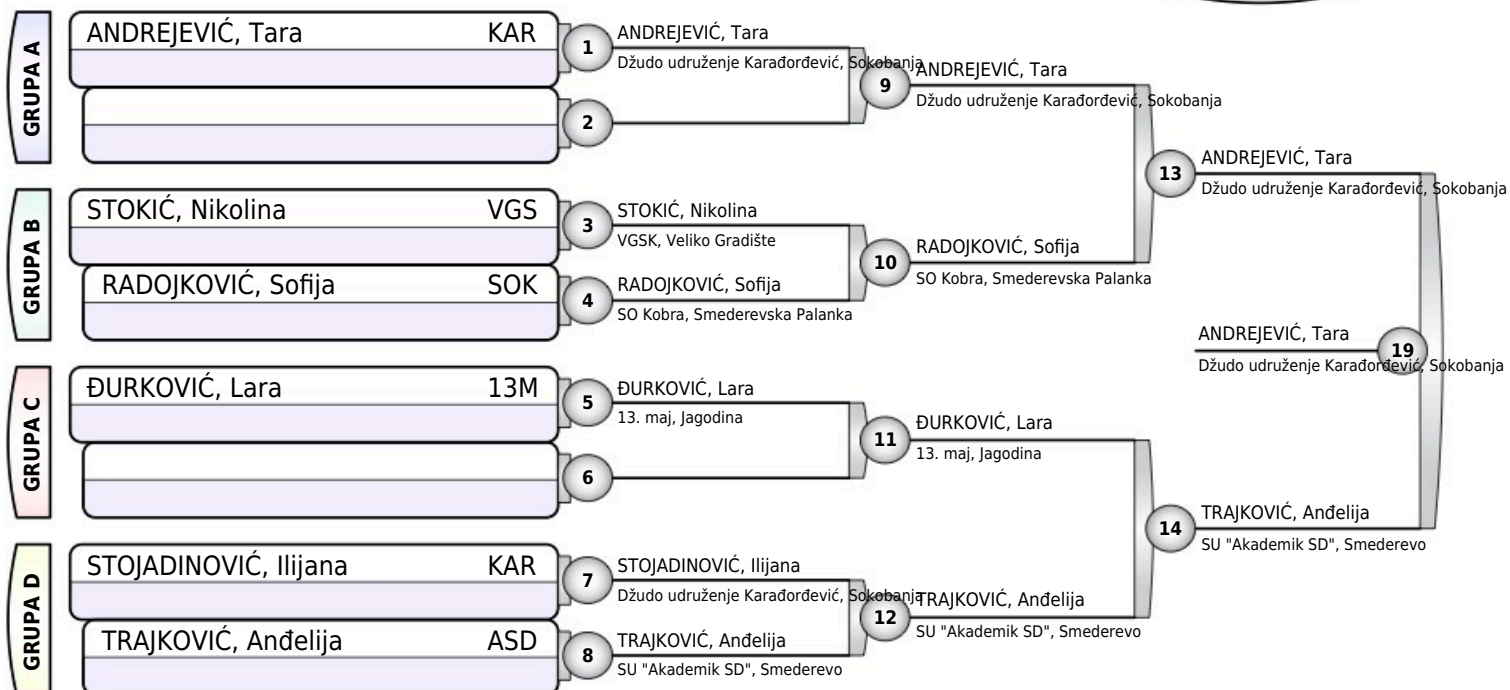 GRUPA A
ANDREJEVIĆ, Tara KAR
1
2
GRUPA B
STOKIĆ, Nikolina VGS
3
RADOJKOVIĆ, Sofija SOK
4
GRUPA C
ĐURKOVIĆ, Lara 13M
5
6
GRUPA D
STOJADINOVIĆ, Ilijana KAR
7
TRAJKOVIĆ, Anđelija ASD
8
ANDREJEVIĆ, Tara
Džudo udruženje Karađorđević, Sokobanja
9
STOKIĆ, Nikolina
VGSK, Veliko Gradište
10
RADOJKOVIĆ, Sofija
SO Kobra, Smederevska Palanka
ĐURKOVIĆ, Lara
13. maj, Jagodina
11
STOJADINOVIĆ, Ilijana
Džudo udruženje Karađorđević, Sokobanja
12
TRAJKOVIĆ, Anđelija
SU "Akademik SD", Smederevo
ANDREJEVIĆ, Tara
Džudo udruženje Karađorđević, Sokobanja
13
RADOJKOVIĆ, Sofija
SO Kobra, Smederevska Palanka
ĐURKOVIĆ, Lara
13. maj, Jagodina
14
TRAJKOVIĆ, Anđelija
SU "Akademik SD", Smederevo
ANDREJEVIĆ, Tara
Džudo udruženje Karađorđević, Sokobanja
ANDREJEVIĆ, Tara
19
Džudo udruženje Karađorđević, Sokobanja
TRAJKOVIĆ, Anđelija
SU "Akademik SD", Smederevo